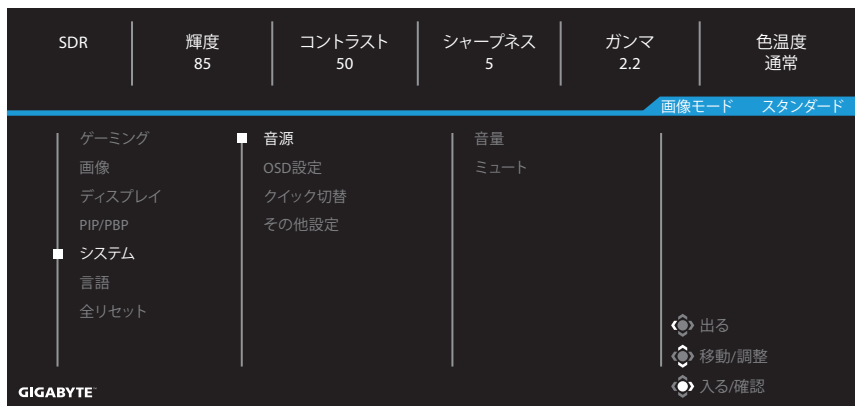 SDR
輝度
85
コントラスト
50
シャープネス
5
ガンマ
2.2
色温度
通常
画像モード スタンダード
ゲーミング
画像
ディスプレイ
PIP/PBP
システム
言語
全リセット
音源
OSD設定
クイック切替
その他設定
音量
ミュート
出る
移動/調整
入る/確認
GIGABYTE™